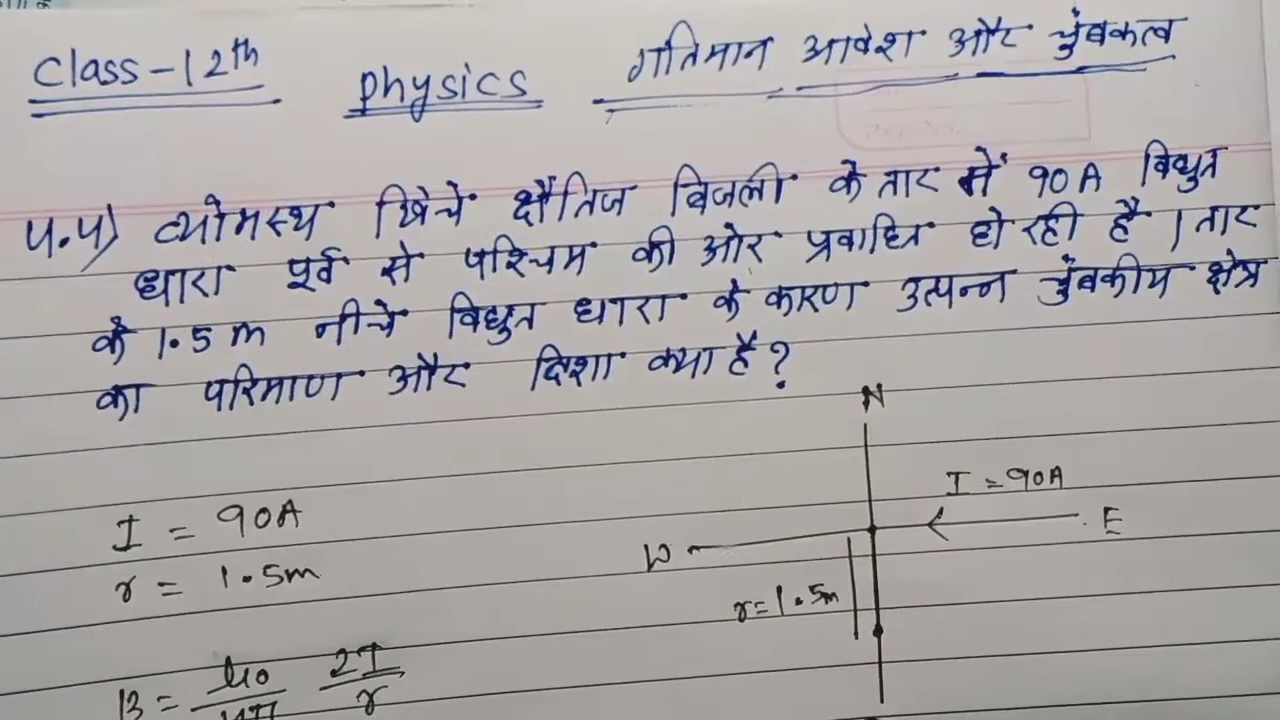 Class-12th physics गतिमान आवेश और चुंबकत्व
4.4) व्योमस्थ खिंचे क्षैतिज बिजली के तार में 90A विद्युत
धारा पूर्व से पश्चिम की ओर प्रवाहित हो रही है। तार
के 1.5m नीचे विद्युत धारा के कारण उत्पन्न चुंबकीय क्षेत्र
का परिमाण और दिशा क्या है?
N
I = 90A
W E
r=1.5m
I = 90A
r = 1.5m
B = μ0/4π 2I/r